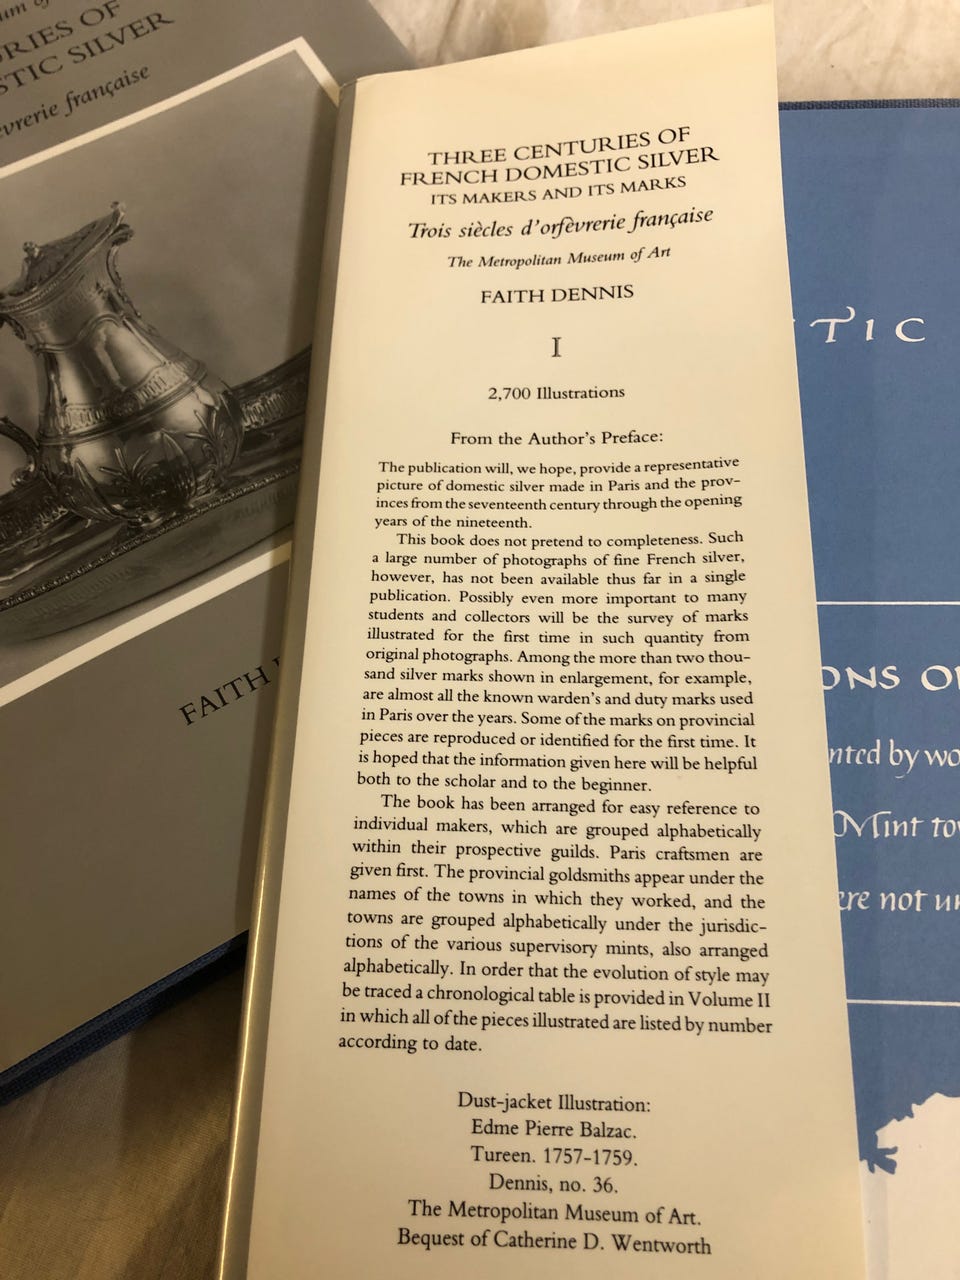 um of
RIES OF
STIC SILVER
èvrerie française
FAITH
THREE CENTURIES OF
FRENCH DOMESTIC SILVER
ITS MAKERS AND ITS MARKS
Trois siècles d'orfèvrerie française
The Metropolitan Museum of Art
FAITH DENNIS
I
2,700 Illustrations
From the Author's Preface:
The publication will, we hope, provide a representative
picture of domestic silver made in Paris and the prov-
inces from the seventeenth century through the opening
years of the nineteenth.
This book does not pretend to completeness. Such
a large number of photographs of fine French silver,
however, has not been available thus far in a single
publication. Possibly even more important to many
students and collectors will be the survey of marks
illustrated for the first time in such quantity from
original photographs. Among the more than two thou-
sand silver marks shown in enlargement, for example,
are almost all the known warden's and duty marks used
in Paris over the years. Some of the marks on provincial
pieces are reproduced or identified for the first time. It
is hoped that the information given here will be helpful
both to the scholar and to the beginner.
The book has been arranged for easy reference to
individual makers, which are grouped alphabetically
within their prospective guilds. Paris craftsmen are
given first. The provincial goldsmiths appear under the
names of the towns in which they worked, and the
towns are grouped alphabetically under the jurisdic-
tions of the various supervisory mints, also arranged
alphabetically. In order that the evolution of style may
be traced a chronological table is provided in Volume II
in which all of the pieces illustrated are listed by number
according to date.
Dust-jacket Illustration:
Edme Pierre Balzac.
Tureen. 1757-1759.
Dennis, no. 36.
The Metropolitan Museum of Art.
Bequest of Catherine D. Wentworth
TIC
ONS O
nted by wo
Mint to
ere not un